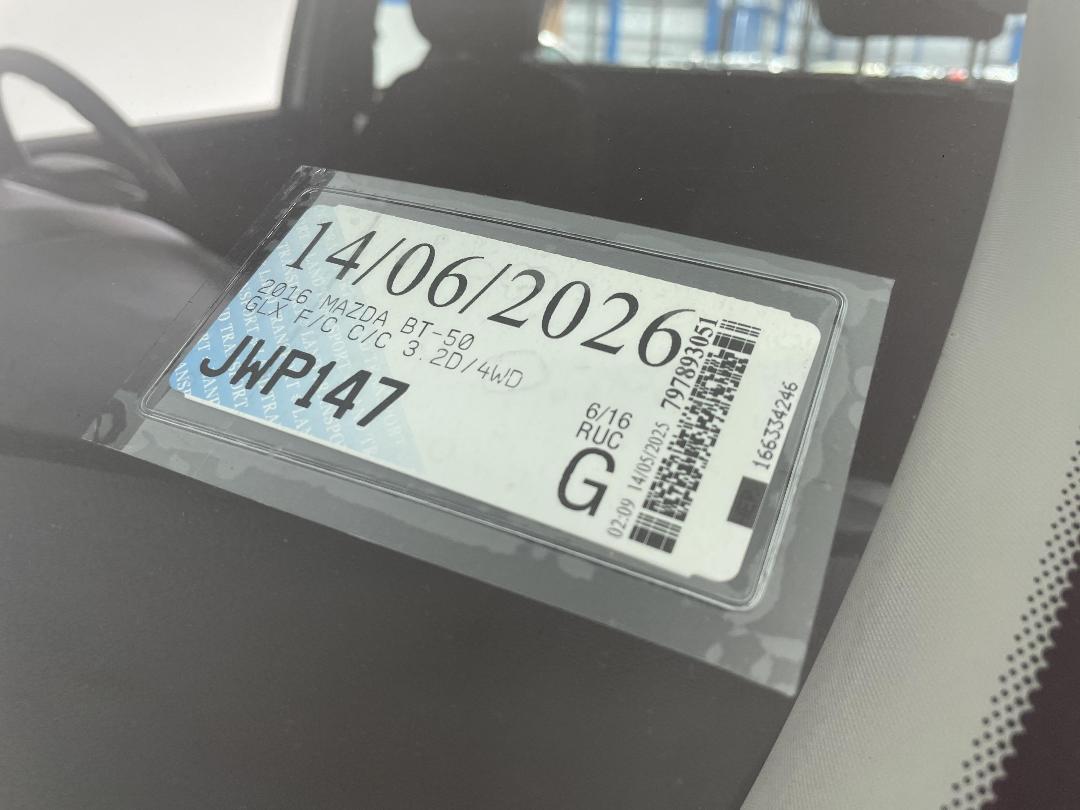 14/06/2026
2016 MAZDA BT-50
GLX F/C C/C 3.2D/4WD
JWP147
6/16
RUC
G
02:09 14/05/2025 797893051
166334246